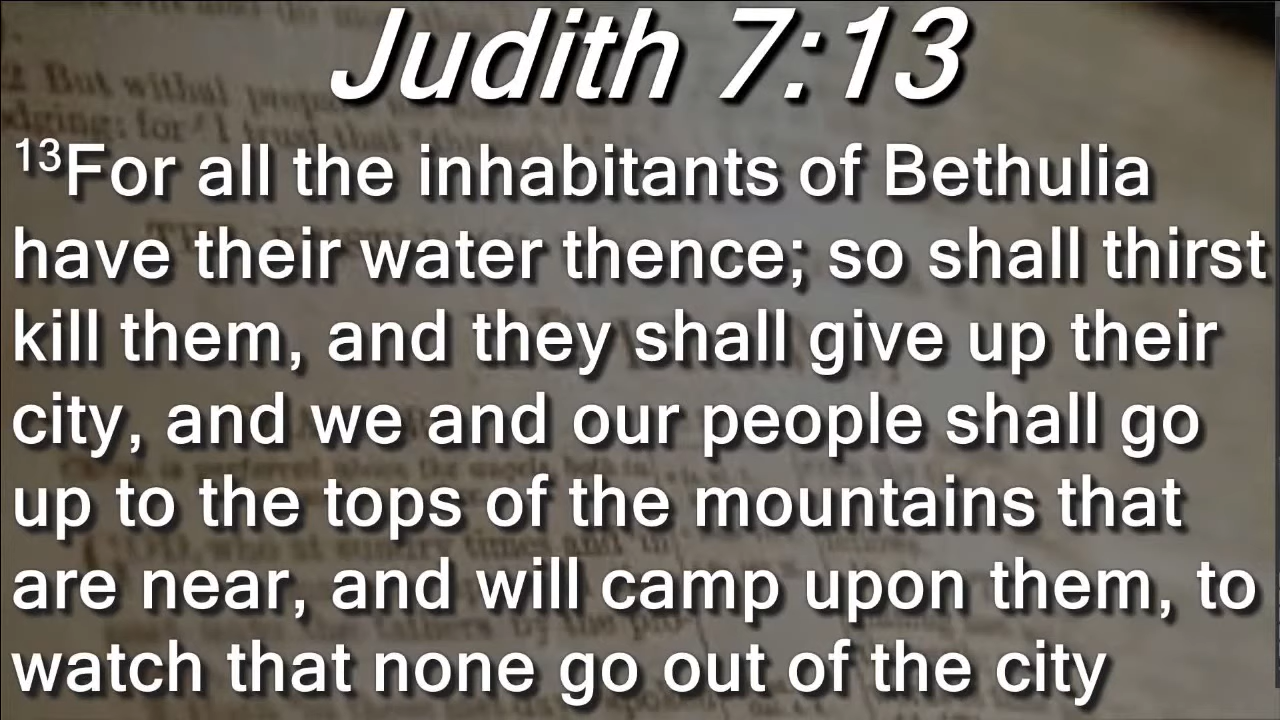 Judith 7:13
13For all the inhabitants of Bethulia
have their water thence; so shall thirst
kill them, and they shall give up their
city, and we and our people shall go
up to the tops of the mountains that
are near, and will camp upon them, to
watch that none go out of the city